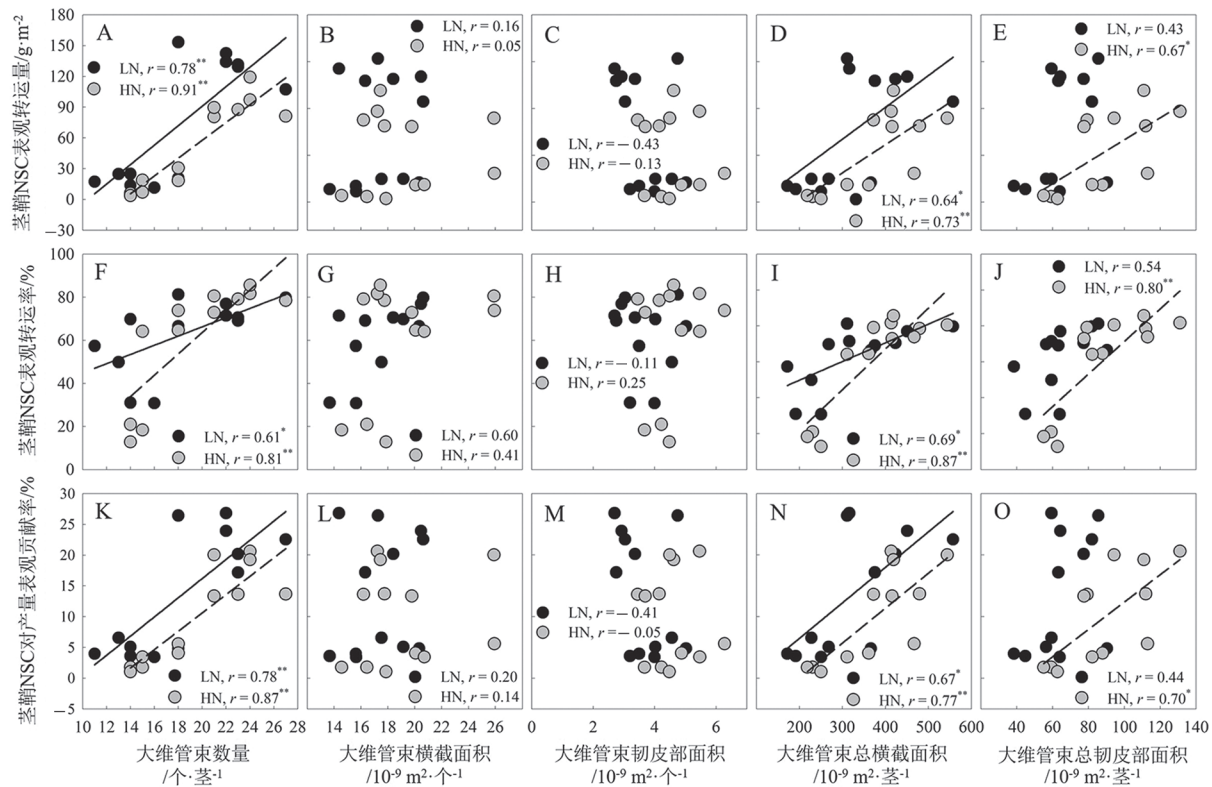 A
LN, r = 0.78**
HN, r = 0.91**
B
LN, r = 0.16
HN, r = 0.05
C
LN, r = – 0.43
HN, r = – 0.13
D
LN, r = 0.64*
HN, r = 0.73**
E
LN, r = 0.43
HN, r = 0.67*
茎鞘NSC表观转运量/g·m-2
180
150
120
90
60
30
0
−30
F
LN, r = 0.61*
HN, r = 0.81**
G
LN, r = 0.60
HN, r = 0.41
H
LN, r = – 0.11
HN, r = 0.25
I
LN, r = 0.69*
HN, r = 0.87**
J
LN, r = 0.54
HN, r = 0.80**
茎鞘NSC表观转运率/%
100
80
60
40
20
0
K
LN, r = 0.78**
HN, r = 0.87**
L
LN, r = 0.20
HN, r = 0.14
M
LN, r = – 0.41
HN, r = – 0.05
N
LN, r = 0.67*
HN, r = 0.77**
O
LN, r = 0.44
HN, r = 0.70*
茎鞘NSC对产量表观贡献率/%
30
25
20
15
10
5
0
−5
10 12 14 16 18 20 22 24 26 28
14 16 18 20 22 24 26
0 2 4 6
200 300 400 500 600
40 60 80 100 120 140
大维管束数量
/个·茎-1
大维管束横截面积
/10-9 m2·个-1
大维管束韧皮部面积
/10-9 m2·个-1
大维管束总横截面积
/10-9 m2·茎-1
大维管束总韧皮部面积
/10-9 m2·茎-1